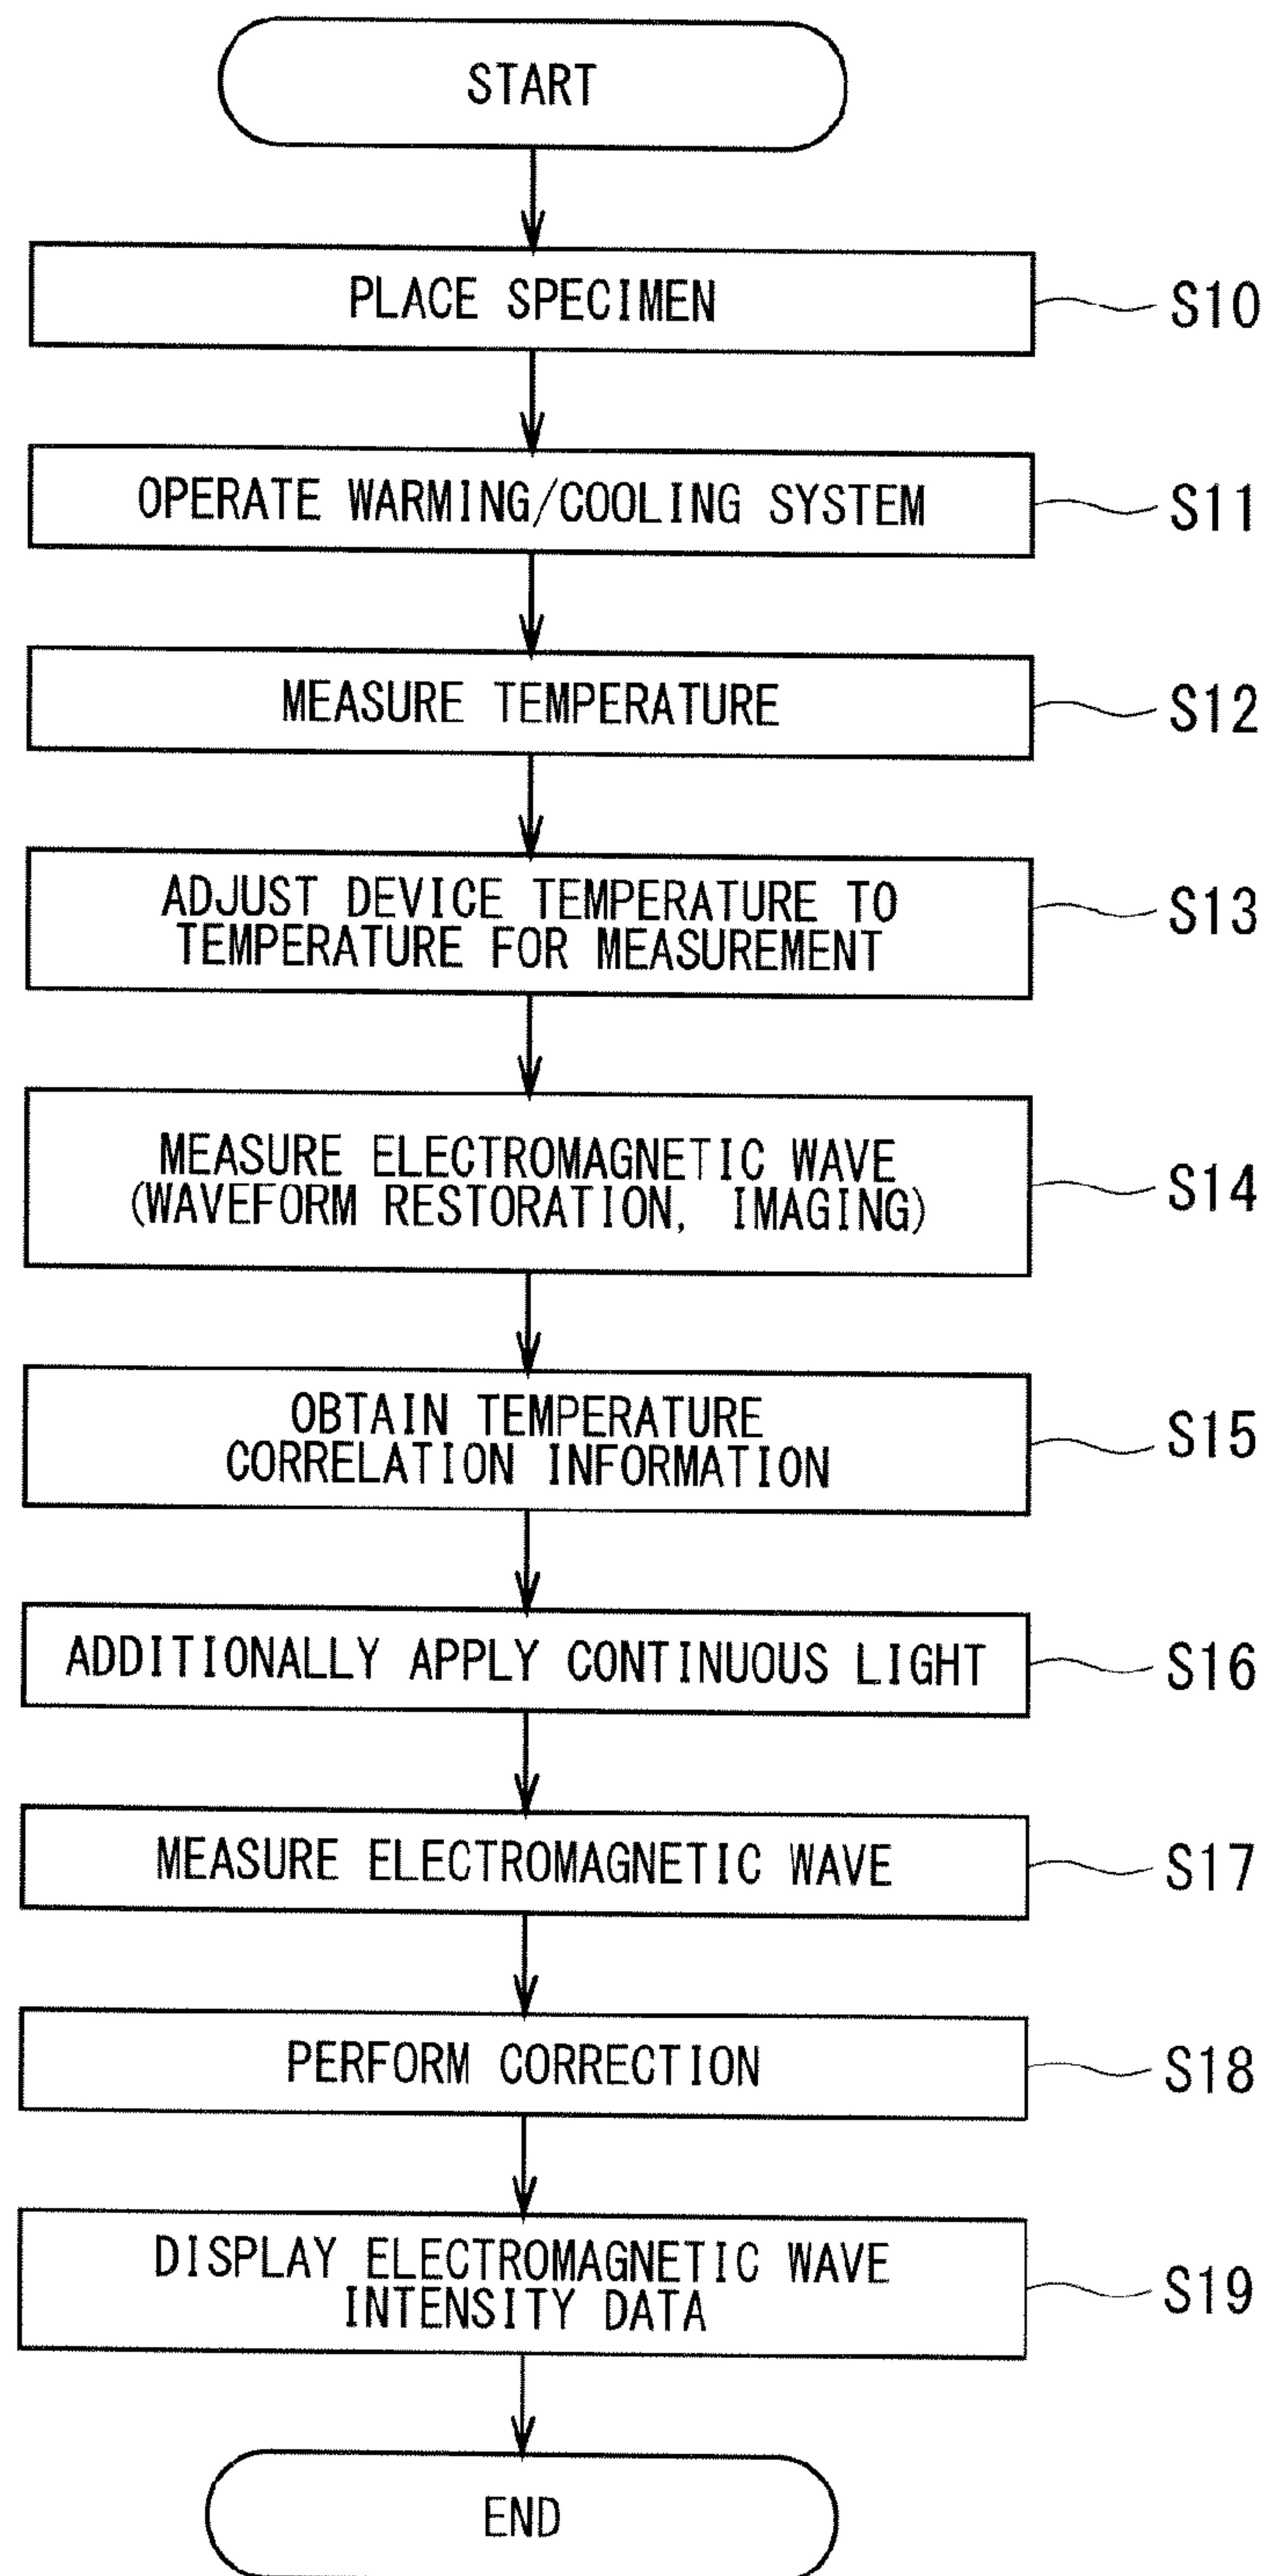 START
PLACE SPECIMEN
S10
OPERATE WARMING/COOLING SYSTEM
S11
MEASURE TEMPERATURE
S12
ADJUST DEVICE TEMPERATURE TO
TEMPERATURE FOR MEASUREMENT
S13
MEASURE ELECTROMAGNETIC WAVE
(WAVEFORM RESTORATION, IMAGING)
S14
OBTAIN TEMPERATURE
CORRELATION INFORMATION
S15
ADDITIONALLY APPLY CONTINUOUS LIGHT
S16
MEASURE ELECTROMAGNETIC WAVE
S17
PERFORM CORRECTION
S18
DISPLAY ELECTROMAGNETIC WAVE
INTENSITY DATA
S19
END